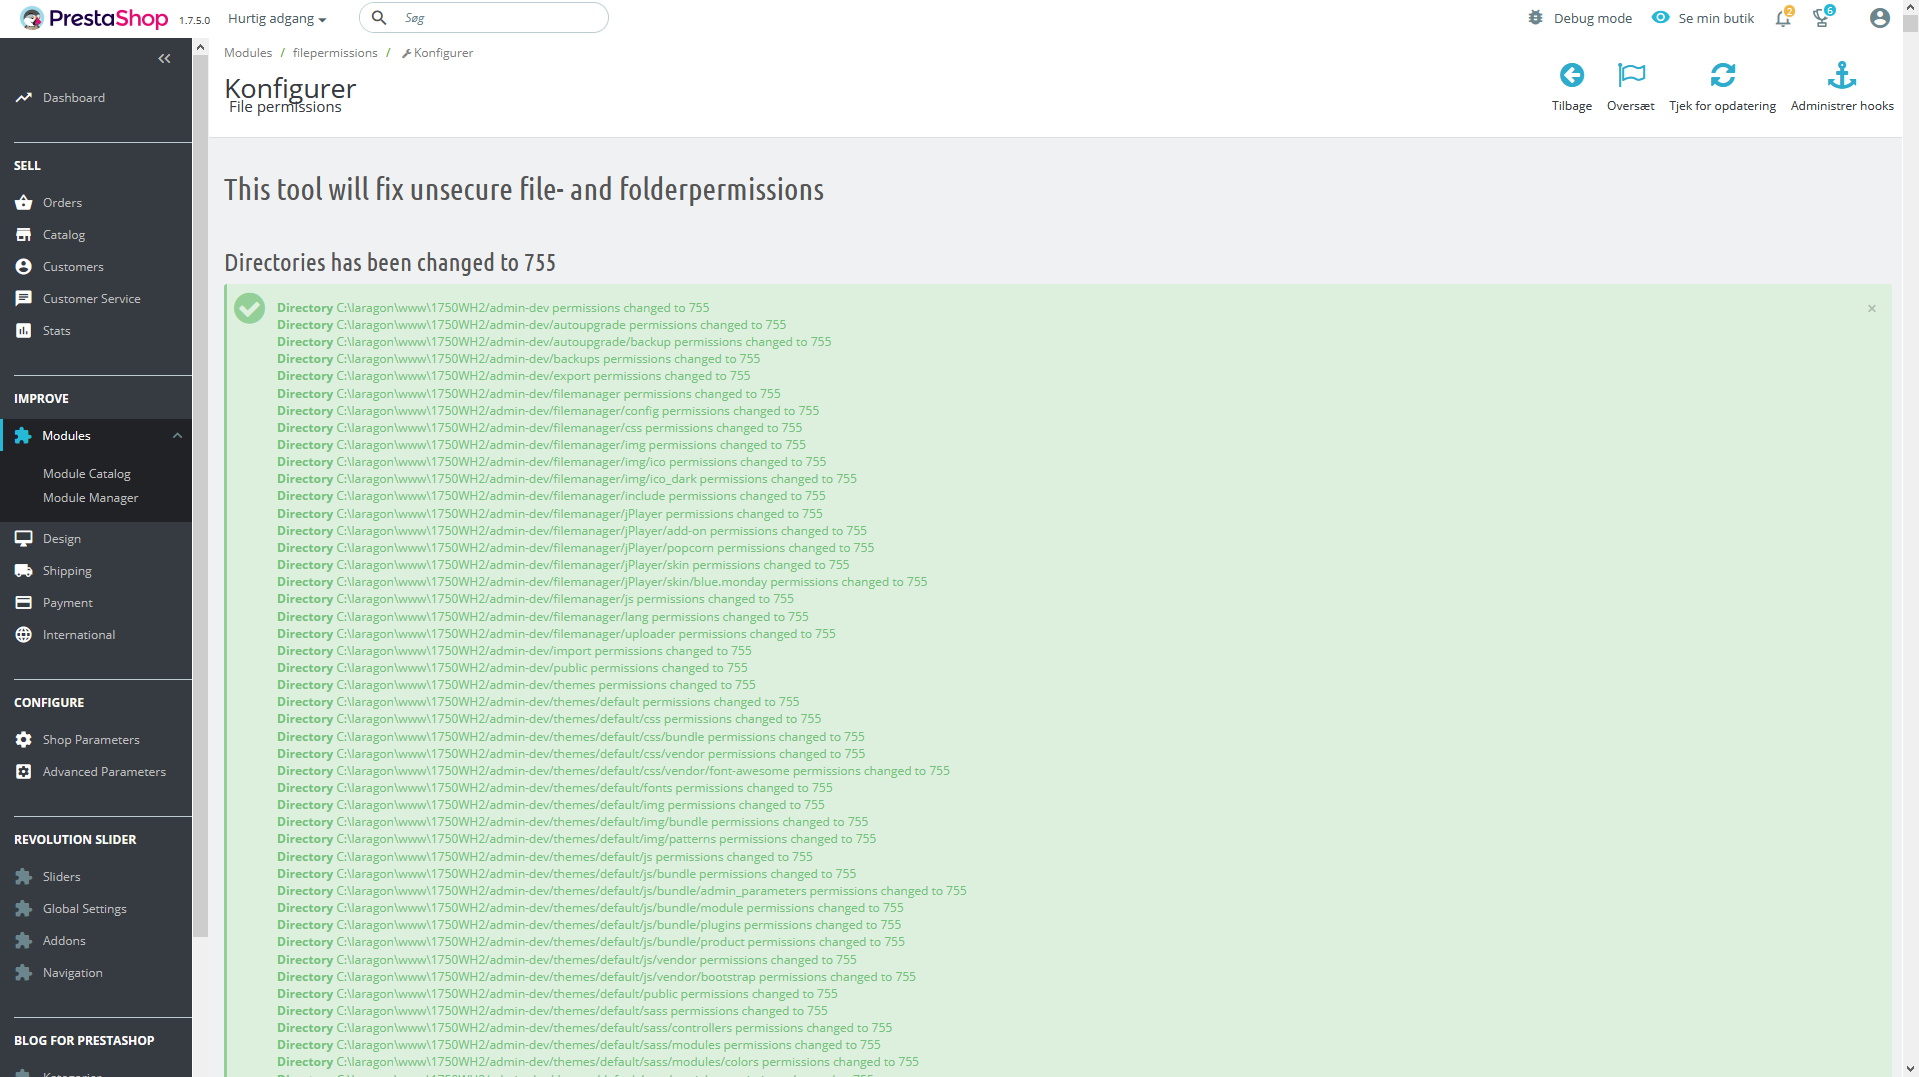 PrestaShop 1.7.5.0
Hurtig adgang
Søg
Debug mode
Se min butik
2
6
Modules / filepermissions / Konfigurer
Konfigurer
File permissions
Tilbage
Oversæt
Tjek for opdatering
Administrer hooks
Dashboard
SELL
Orders
Catalog
Customers
Customer Service
Stats
IMPROVE
Modules
Module Catalog
Module Manager
Design
Shipping
Payment
International
CONFIGURE
Shop Parameters
Advanced Parameters
REVOLUTION SLIDER
Sliders
Global Settings
Addons
Navigation
BLOG FOR PRESTASHOP
This tool will fix unsecure file- and folderpermissions
Directories has been changed to 755
Directory C:\laragon\www\1750WH2/admin-dev permissions changed to 755
Directory C:\laragon\www\1750WH2/admin-dev/autoupgrade permissions changed to 755
Directory C:\laragon\www\1750WH2/admin-dev/autoupgrade/backup permissions changed to 755
Directory C:\laragon\www\1750WH2/admin-dev/backups permissions changed to 755
Directory C:\laragon\www\1750WH2/admin-dev/export permissions changed to 755
Directory C:\laragon\www\1750WH2/admin-dev/filemanager permissions changed to 755
Directory C:\laragon\www\1750WH2/admin-dev/filemanager/config permissions changed to 755
Directory C:\laragon\www\1750WH2/admin-dev/filemanager/css permissions changed to 755
Directory C:\laragon\www\1750WH2/admin-dev/filemanager/img permissions changed to 755
Directory C:\laragon\www\1750WH2/admin-dev/filemanager/img/ico permissions changed to 755
Directory C:\laragon\www\1750WH2/admin-dev/filemanager/img/ico_dark permissions changed to 755
Directory C:\laragon\www\1750WH2/admin-dev/filemanager/include permissions changed to 755
Directory C:\laragon\www\1750WH2/admin-dev/filemanager/jPlayer permissions changed to 755
Directory C:\laragon\www\1750WH2/admin-dev/filemanager/jPlayer/add-on permissions changed to 755
Directory C:\laragon\www\1750WH2/admin-dev/filemanager/jPlayer/popcorn permissions changed to 755
Directory C:\laragon\www\1750WH2/admin-dev/filemanager/jPlayer/skin permissions changed to 755
Directory C:\laragon\www\1750WH2/admin-dev/filemanager/jPlayer/skin/blue.monday permissions changed to 755
Directory C:\laragon\www\1750WH2/admin-dev/filemanager/js permissions changed to 755
Directory C:\laragon\www\1750WH2/admin-dev/filemanager/lang permissions changed to 755
Directory C:\laragon\www\1750WH2/admin-dev/filemanager/uploader permissions changed to 755
Directory C:\laragon\www\1750WH2/admin-dev/import permissions changed to 755
Directory C:\laragon\www\1750WH2/admin-dev/public permissions changed to 755
Directory C:\laragon\www\1750WH2/admin-dev/themes permissions changed to 755
Directory C:\laragon\www\1750WH2/admin-dev/themes/default permissions changed to 755
Directory C:\laragon\www\1750WH2/admin-dev/themes/default/css permissions changed to 755
Directory C:\laragon\www\1750WH2/admin-dev/themes/default/css/bundle permissions changed to 755
Directory C:\laragon\www\1750WH2/admin-dev/themes/default/css/vendor permissions changed to 755
Directory C:\laragon\www\1750WH2/admin-dev/themes/default/css/vendor/font-awesome permissions changed to 755
Directory C:\laragon\www\1750WH2/admin-dev/themes/default/fonts permissions changed to 755
Directory C:\laragon\www\1750WH2/admin-dev/themes/default/img permissions changed to 755
Directory C:\laragon\www\1750WH2/admin-dev/themes/default/img/bundle permissions changed to 755
Directory C:\laragon\www\1750WH2/admin-dev/themes/default/img/patterns permissions changed to 755
Directory C:\laragon\www\1750WH2/admin-dev/themes/default/js permissions changed to 755
Directory C:\laragon\www\1750WH2/admin-dev/themes/default/js/bundle permissions changed to 755
Directory C:\laragon\www\1750WH2/admin-dev/themes/default/js/bundle/admin_parameters permissions changed to 755
Directory C:\laragon\www\1750WH2/admin-dev/themes/default/js/bundle/module permissions changed to 755
Directory C:\laragon\www\1750WH2/admin-dev/themes/default/js/bundle/plugins permissions changed to 755
Directory C:\laragon\www\1750WH2/admin-dev/themes/default/js/bundle/product permissions changed to 755
Directory C:\laragon\www\1750WH2/admin-dev/themes/default/js/vendor permissions changed to 755
Directory C:\laragon\www\1750WH2/admin-dev/themes/default/js/vendor/bootstrap permissions changed to 755
Directory C:\laragon\www\1750WH2/admin-dev/themes/default/public permissions changed to 755
Directory C:\laragon\www\1750WH2/admin-dev/themes/default/sass permissions changed to 755
Directory C:\laragon\www\1750WH2/admin-dev/themes/default/sass/controllers permissions changed to 755
Directory C:\laragon\www\1750WH2/admin-dev/themes/default/sass/modules permissions changed to 755
Directory C:\laragon\www\1750WH2/admin-dev/themes/default/sass/modules/colors permissions changed to 755